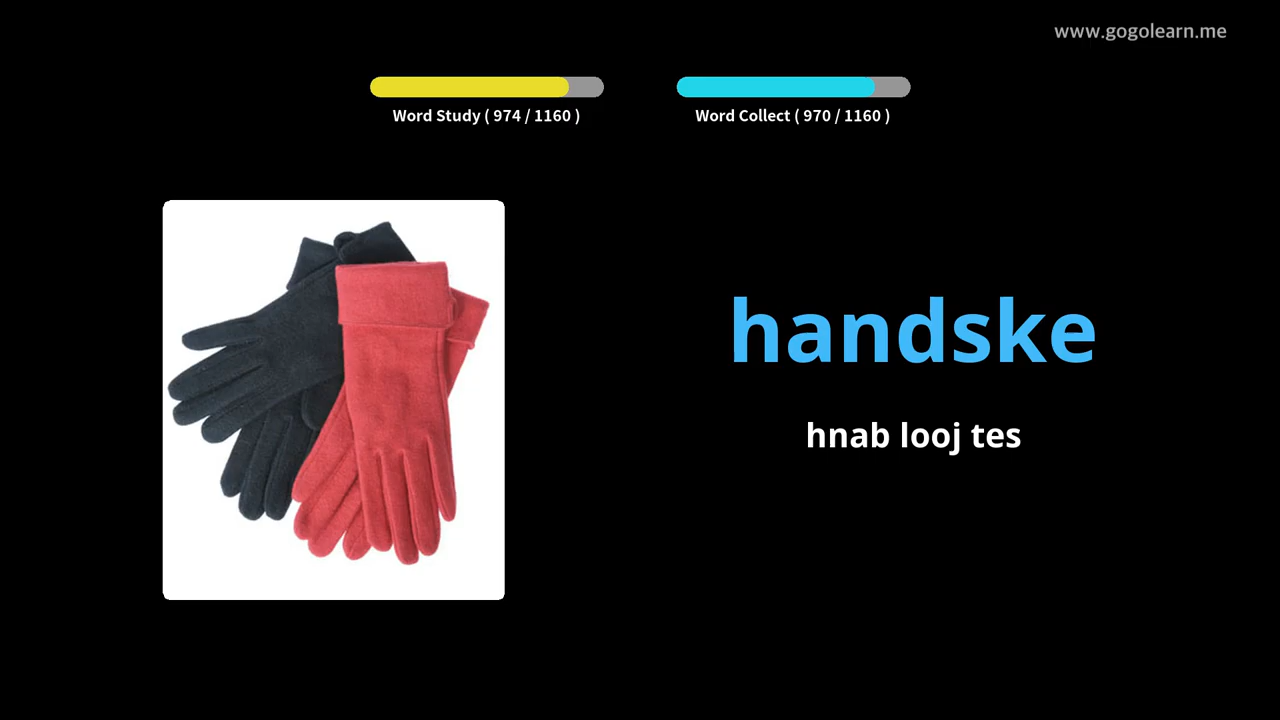 www.gogolearn.me
Word Study ( 974 / 1160 )
Word Collect ( 970 / 1160 )
handske
hnab looj tes